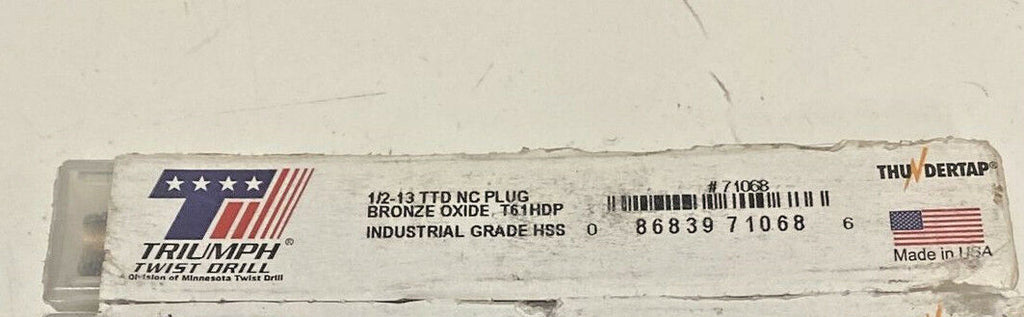 TRIUMPH®
TWIST DRILL
A Division of Minnesota Twist Drill
1/2-13 TTD NC PLUG
BRONZE OXIDE, T61HDP
INDUSTRIAL GRADE HSS
# 71068
0 86839 71068 6
THUNDERTAP®
Made in USA